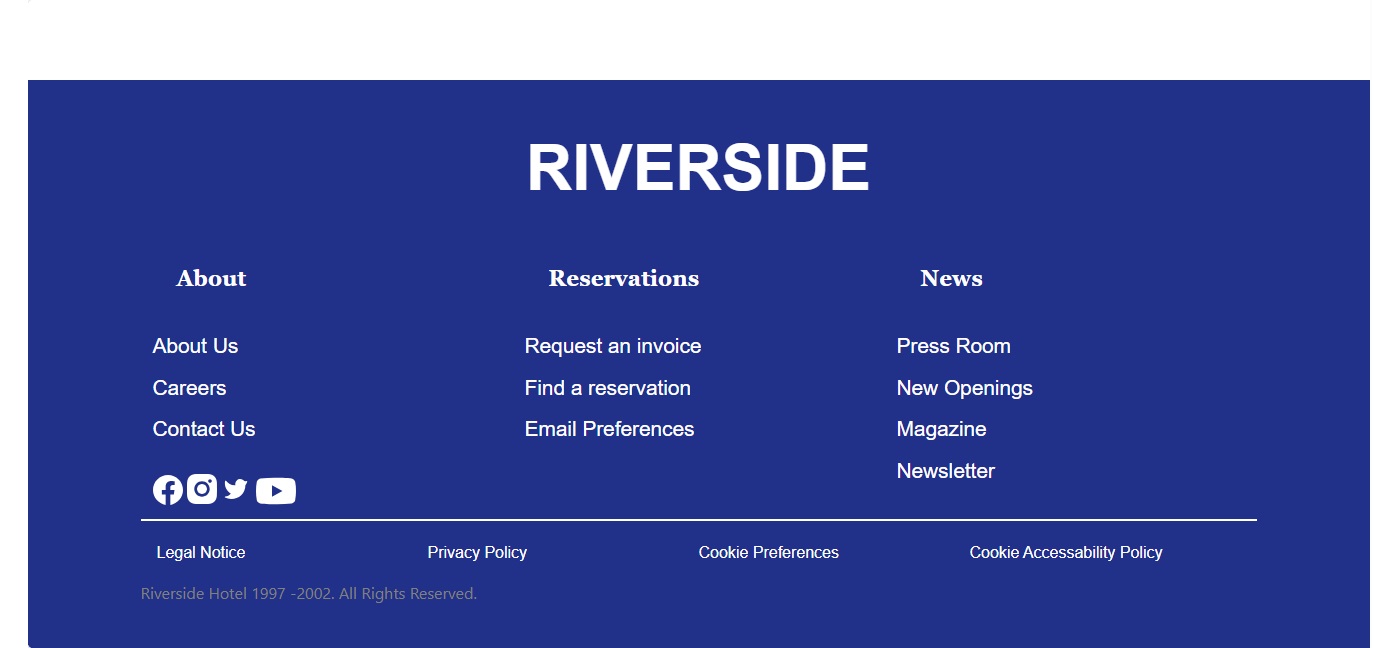 RIVERSIDE
About
About Us
Careers
Contact Us
Reservations
Request an invoice
Find a reservation
Email Preferences
News
Press Room
New Openings
Magazine
Newsletter
Legal Notice
Privacy Policy
Cookie Preferences
Cookie Accessability Policy
Riverside Hotel 1997 -2002. All Rights Reserved.